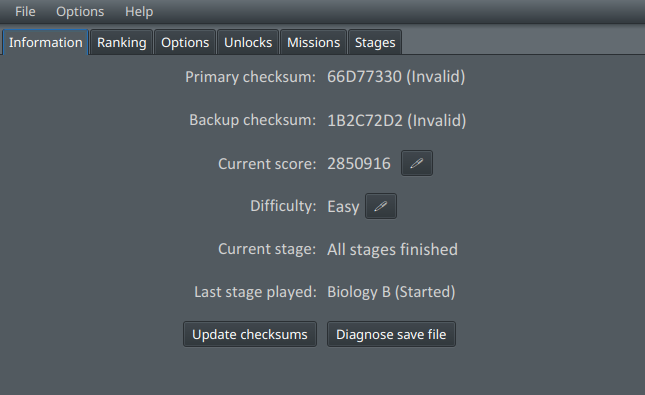 File Options Help
Information Ranking Options Unlocks Missions Stages
Primary checksum: 66D77330 (Invalid)
Backup checksum: 1B2C72D2 (Invalid)
Current score: 2850916
Difficulty: Easy
Current stage: All stages finished
Last stage played: Biology B (Started)
Update checksums Diagnose save file